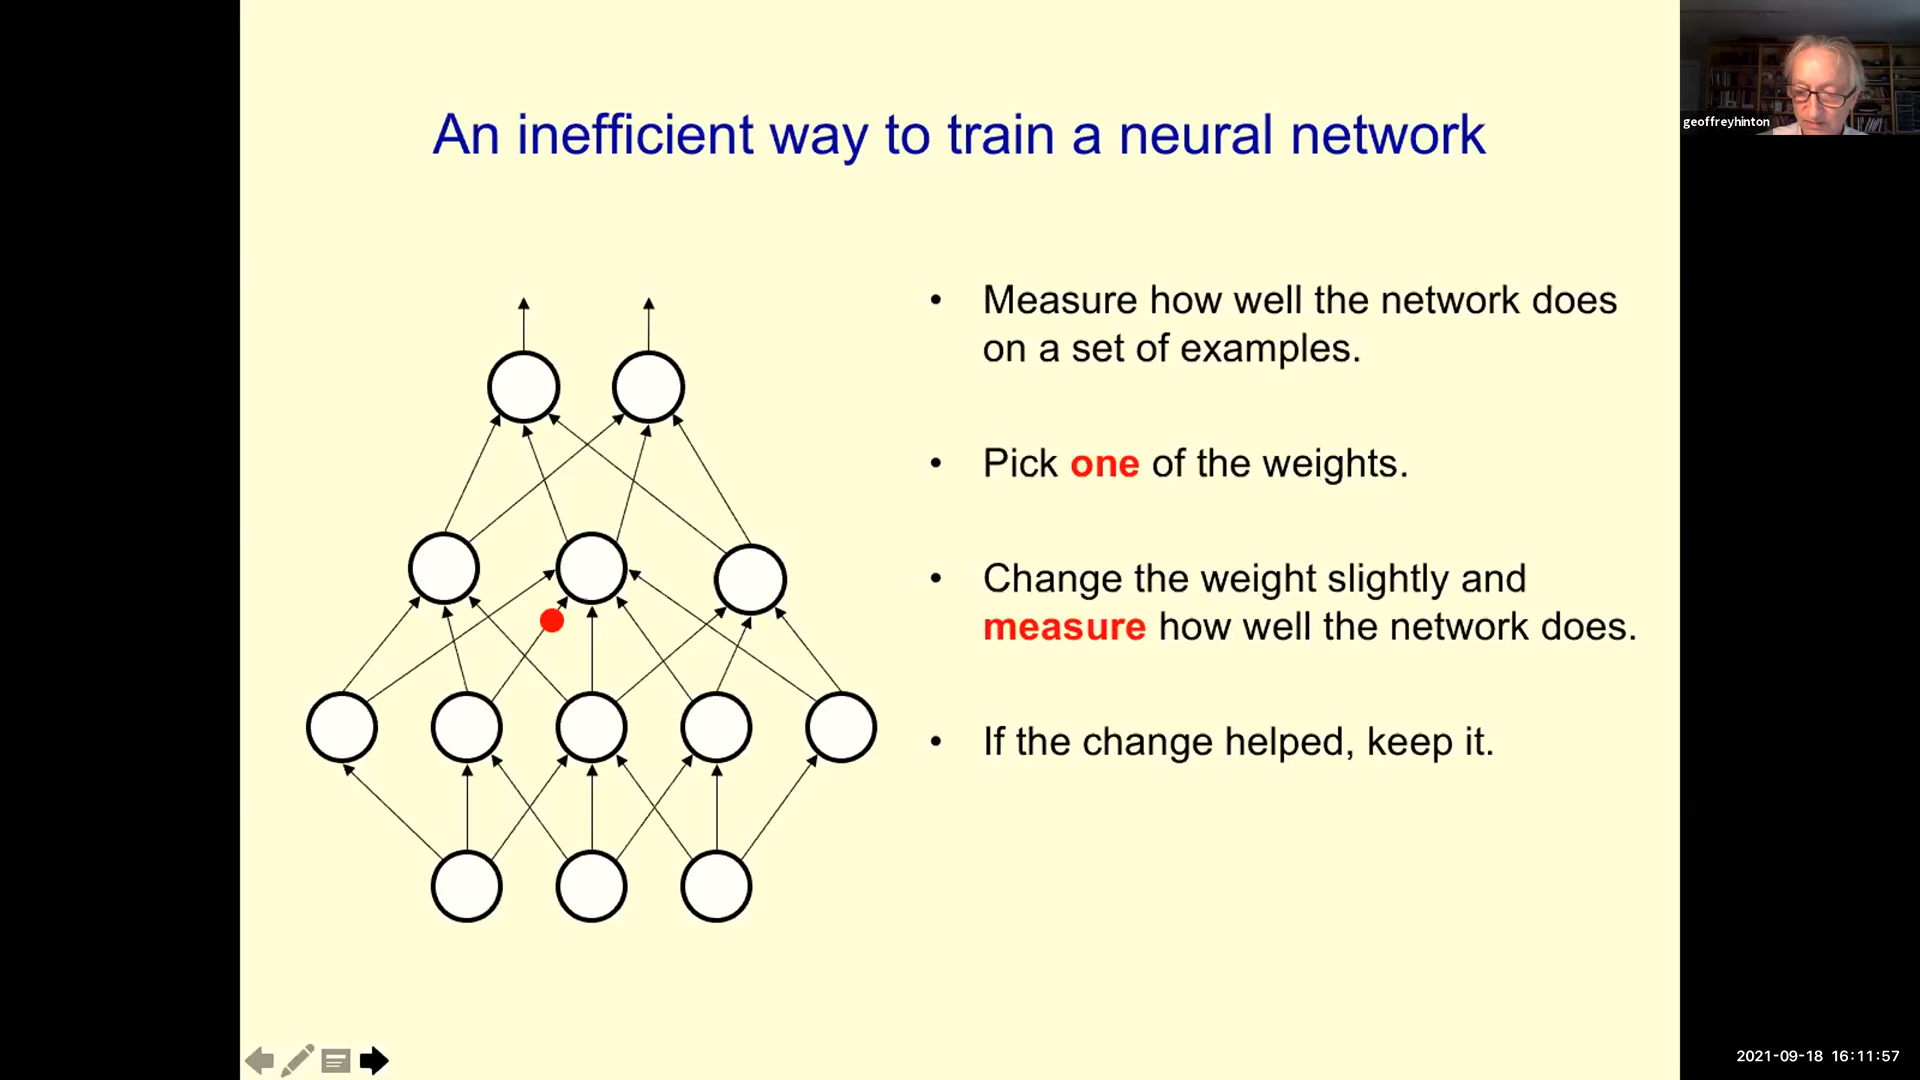 An inefficient way to train a neural network
geoffreyhinton
• Measure how well the network does
on a set of examples.
• Pick one of the weights.
• Change the weight slightly and
measure how well the network does.
• If the change helped, keep it.
2021-09-18 16:11:57